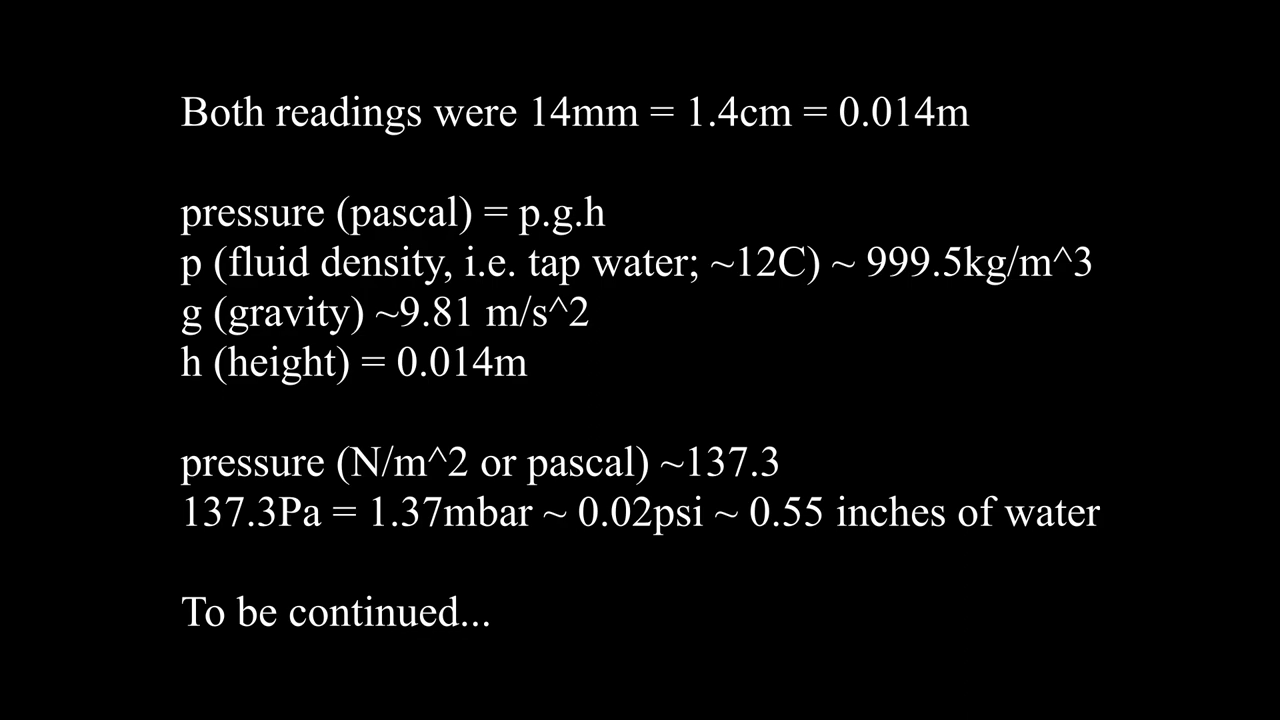 Both readings were 14mm = 1.4cm = 0.014m
pressure (pascal) = p.g.h
p (fluid density, i.e. tap water; ~12C) ~ 999.5kg/m^3
g (gravity) ~9.81 m/s^2
h (height) = 0.014m
pressure (N/m^2 or pascal) ~137.3
137.3Pa = 1.37mbar ~ 0.02psi ~ 0.55 inches of water
To be continued...